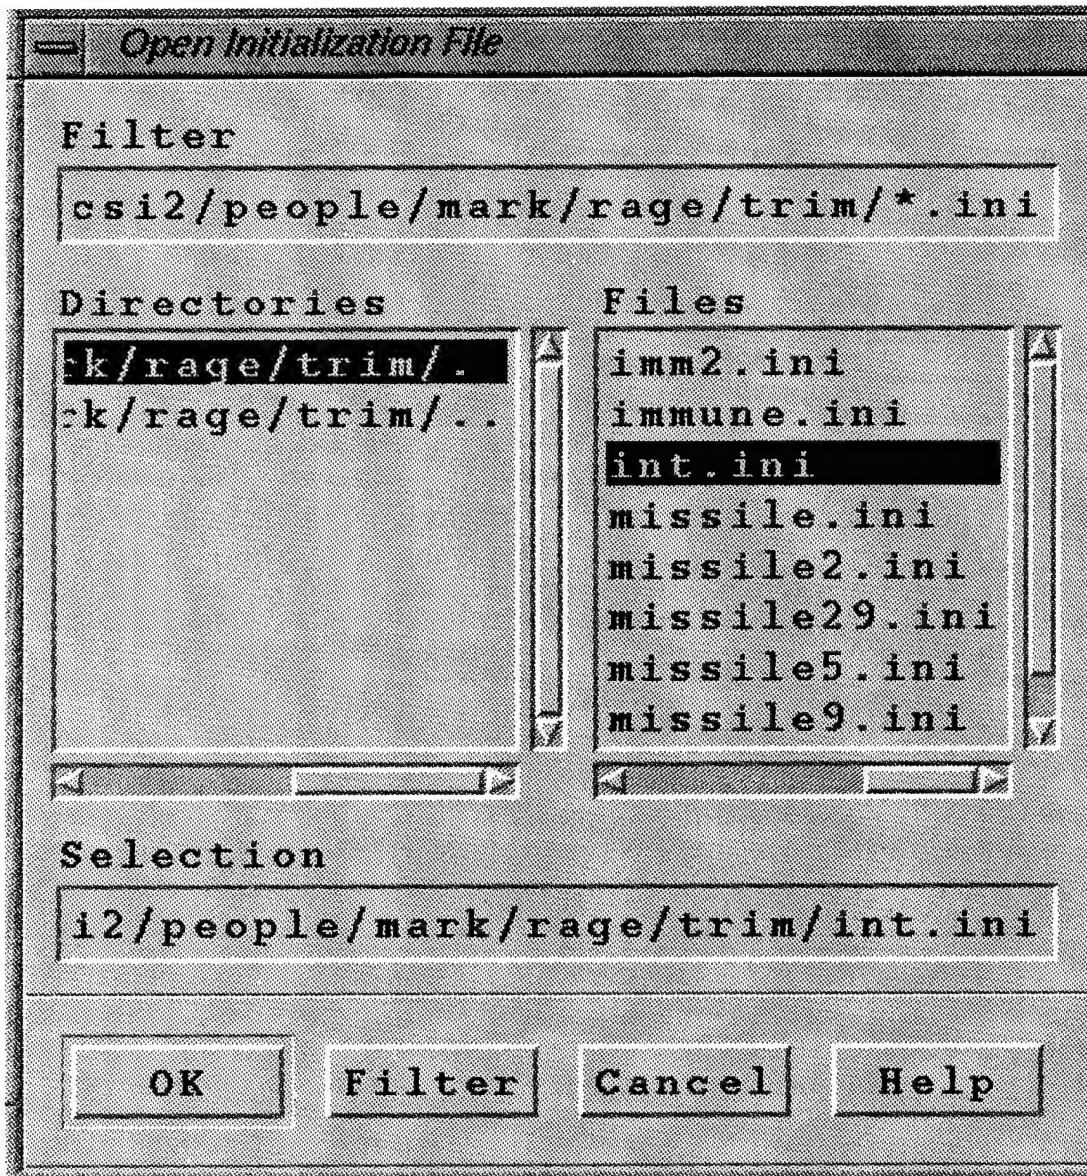 Open Initialization File
Filter
csi2/people/mark/rage/trim/*.ini
Directories
Files
rk/rage/trim/.
rk/rage/trim/..
imm2.ini
immune.ini
int.ini
missile.ini
missile2.ini
missile29.ini
missile5.ini
missile9.ini
Selection
i2/people/mark/rage/trim/int.ini
OK
Filter
Cancel
Help